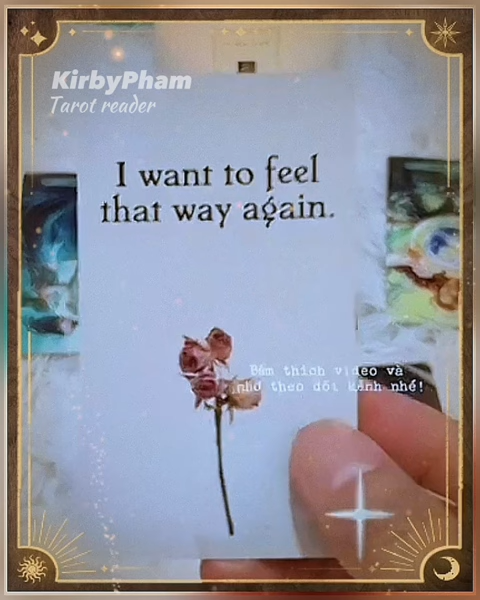 KirbyPham
Tarot reader
I want to feel
that way again.
Bấm thích video và
nhớ theo dõi kênh nhé!